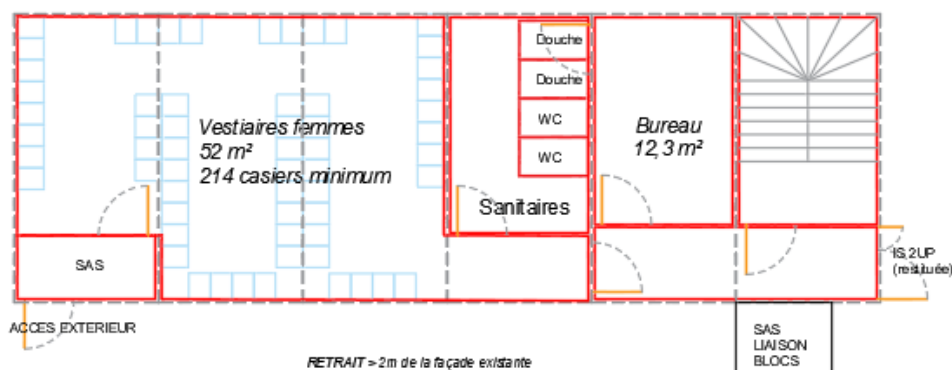 Douche
Douche
WC
WC
Vestiaires femmes
52 m²
214 casiers minimum
Bureau
12,3 m²
Sanitaires
SAS
IS,2UP
(restituée)
ACCES EXTERIEUR
SAS
LIAISON
BLOCS
RETRAIT > 2m de la façade existante